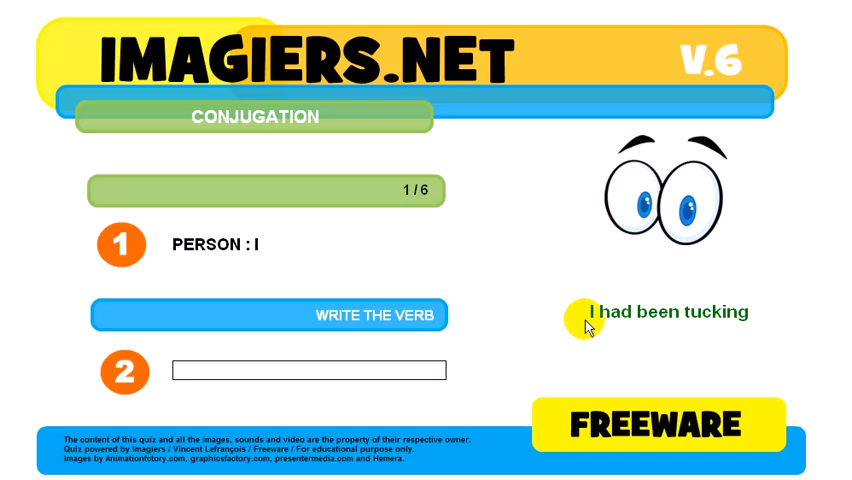 IMAGIERS.NET
V.6
CONJUGATION
1 / 6
1
PERSON : I
WRITE THE VERB
I had been tucking
2
FREEWARE
The content of this quiz and all the images, sounds and video are the property of their respective owner.
Quiz powered by Imagiers / Vincent Lefrançois / Freeware / For educational purpose only.
Images by Animationfctory.com, graphicsfactory.com, presentermedia.com and Hemera.